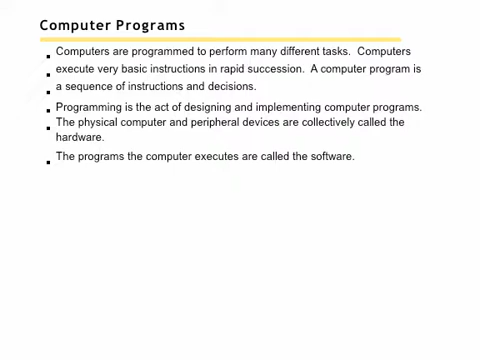 Computer Programs
Computers are programmed to perform many different tasks. Computers
execute very basic instructions in rapid succession. A computer program is
a sequence of instructions and decisions.
Programming is the act of designing and implementing computer programs.
The physical computer and peripheral devices are collectively called the
hardware.
The programs the computer executes are called the software.